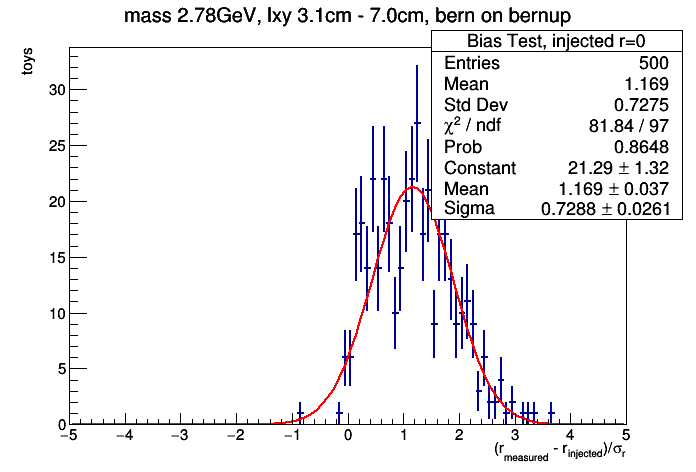 mass 2.78GeV, lxy 3.1cm - 7.0cm, bern on bernup
Bias Test, injected r=0
Entries 500
Mean 1.169
Std Dev 0.7275
χ² / ndf 81.84 / 97
Prob 0.8648
Constant 21.29 ± 1.32
Mean 1.169 ± 0.037
Sigma 0.7288 ± 0.0261
toys
30
25
20
15
10
5
0
−5 −4 −3 −2 −1 0 1 2 3 4 5
(r_measured - r_injected)/σ_r